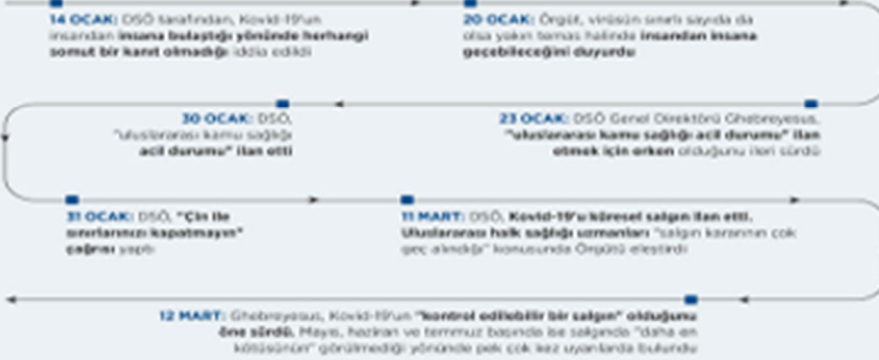 14 OCAK: DSÖ tarafından, Kovid-19'un
insandan insana bulaştığı yönünde herhangi
somut bir kanıt olmadığı iddia edildi
20 OCAK: Örgüt, virüsün sınırlı sayıda da
olsa yakın temas halinde insandan insana
geçebileceğini duyurdu
23 OCAK: DSÖ Genel Direktörü Ghebreyesus,
"uluslararası kamu sağlığı acil durumu" ilan
etmek için erken olduğunu ileri sürdü
30 OCAK: DSÖ,
"uluslararası kamu sağlığı
acil durumu" ilan etti
31 OCAK: DSÖ, "Çin ile
sınırlarınızı kapatmayın"
çağrısı yaptı
11 MART: DSÖ, Kovid-19'u küresel salgın ilan etti.
Uluslararası halk sağlığı uzmanları "salgın kararının çok
geç alındığı" konusunda Örgütü eleştirdi
12 MART: Ghebreyesus, Kovid-19'un "kontrol edilebilir bir salgın" olduğunu
öne sürdü. Mayıs, haziran ve temmuz başında ise salgında "daha en
kötüsünün" görülmediği yönünde pek çok kez uyarılarda bulundu